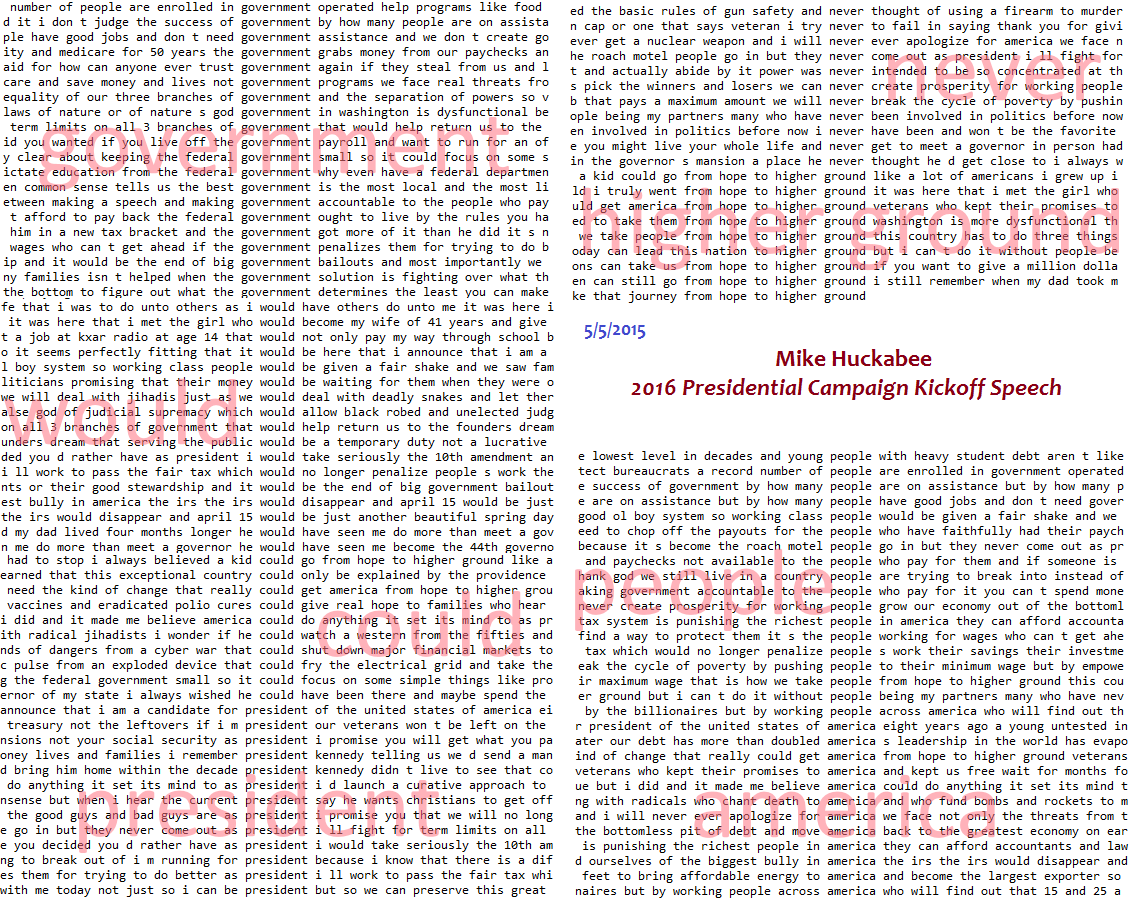 number of people are enrolled in government operated help programs like food
d it i don t judge the success of government by how many people are on assista
ple have good jobs and don t need government assistance and we don t create go
ity and medicare for 50 years the government grabs money from our paychecks an
aid for how can anyone ever trust government again if they steal from us and l
care and save money and lives not government programs we face real threats fro
equality of our three branches of government and the separation of powers so v
laws of nature or of nature s god government in washington is dysfunctional be
term limits on all 3 branches of government that would help return us to the
id you wanted if you live off the government payroll and want to run for an of
y clear about keeping the federal government small so it could focus on some s
ictate education from the federal government why even have a federal departmen
en common sense tells us the best government is the most local and the most li
etween making a speech and making government accountable to the people who pay
t afford to pay back the federal government ought to live by the rules you ha
him in a new tax bracket and the government got more of it than he did it s n
wages who can t get ahead if the government penalizes them for trying to do b
ip and it would be the end of big government bailouts and most importantly we
ny families isn t helped when the government solution is fighting over what th
the bottom to figure out what the government determines the least you can make
government
fe that i was to do unto others as i would have others do unto me it was here i
it was here that i met the girl who would become my wife of 41 years and give
t a job at kxar radio at age 14 that would not only pay my way through school b
o it seems perfectly fitting that it would be here that i announce that i am a
l boy system so working class people would be given a fair shake and we saw fam
liticians promising that their money would be waiting for them when they were o
we will deal with jihadis just as we would deal with deadly snakes and let ther
alse god of judicial supremacy which would allow black robed and unelected judg
on all 3 branches of government that would help return us to the founders dream
unders dream that serving the public would be a temporary duty not a lucrative
ded you d rather have as president i would take seriously the 10th amendment an
i ll work to pass the fair tax which would no longer penalize people s work the
nts or their good stewardship and it would be the end of big government bailout
est bully in america the irs the irs would disappear and april 15 would be just
the irs would disappear and april 15 would be just another beautiful spring day
d my dad lived four months longer he would have seen me do more than meet a gov
n me do more than meet a governor he would have seen me become the 44th governo
would
had to stop i always believed a kid could go from hope to higher ground like a
earned that this exceptional country could only be explained by the providence
need the kind of change that really could get america from hope to higher grou
vaccines and eradicated polio cures could give real hope to families who hear
i did and it made me believe america could do anything it set its mind to as pr
ith radical jihadists i wonder if he could watch a western from the fifties and
nds of dangers from a cyber war that could shut down major financial markets to
c pulse from an exploded device that could fry the electrical grid and take the
g the federal government small so it could focus on some simple things like pro
ernor of my state i always wished he could have been there and maybe spend the
could
announce that i am a candidate for president of the united states of america ei
treasury not the leftovers if i m president our veterans won t be left on the
nsions not your social security as president i promise you will get what you pa
oney lives and families i remember president kennedy telling us we d send a man
d bring him home within the decade president kennedy didn t live to see that co
do anything it set its mind to as president i d launch a curative approach to
nsense but when i hear the current president say he wants christians to get off
the good guys and bad guys are as president i promise you that we will no long
e go in but they never come out as president i ll fight for term limits on all
e you decided you d rather have as president i would take seriously the 10th am
ng to break out of i m running for president because i know that there is a dif
es them for trying to do better as president i ll work to pass the fair tax whi
with me today not just so i can be president but so we can preserve this great
president
ed the basic rules of gun safety and never thought of using a firearm to murder
n cap or one that says veteran i try never to fail in saying thank you for givi
ever get a nuclear weapon and i will never ever apologize for america we face n
he roach motel people go in but they never come out as president i ll fight for
t and actually abide by it power was never intended to be so concentrated at th
s pick the winners and losers we can never create prosperity for working people
b that pays a maximum amount we will never break the cycle of poverty by pushin
ople being my partners many who have never been involved in politics before now
en involved in politics before now i never have been and won t be the favorite
e you might live your whole life and never get to meet a governor in person had
in the governor s mansion a place he never thought he d get close to i always w
never
a kid could go from hope to higher ground like a lot of americans i grew up i
ld i truly went from hope to higher ground it was here that i met the girl who
uld get america from hope to higher ground veterans who kept their promises to
ed to take them from hope to higher ground washington is more dysfunctional th
we take people from hope to higher ground this country has to do three things
oday can lead this nation to higher ground but i can t do it without people be
ons can take us from hope to higher ground if you want to give a million dolla
en can still go from hope to higher ground i still remember when my dad took m
ke that journey from hope to higher ground
higher ground
5/5/2015
Mike Huckabee
2016 Presidential Campaign Kickoff Speech
e lowest level in decades and young people with heavy student debt aren t like
tect bureaucrats a record number of people are enrolled in government operated
e success of government by how many people are on assistance but by how many p
e are on assistance but by how many people have good jobs and don t need gover
good ol boy system so working class people would be given a fair shake and we
eed to chop off the payouts for the people who have faithfully had their paych
because it s become the roach motel people go in but they never come out as pr
and paychecks not available to the people who pay for them and if someone is
hank god we still live in a country people are trying to break into instead of
aking government accountable to the people who pay for it you can t spend mone
never create prosperity for working people grow our economy out of the bottoml
tax system is punishing the richest people in america they can afford accounta
find a way to protect them it s the people working for wages who can t get ahe
tax which would no longer penalize people s work their savings their investme
eak the cycle of poverty by pushing people to their minimum wage but by empowe
ir maximum wage that is how we take people from hope to higher ground this cou
er ground but i can t do it without people being my partners many who have nev
by the billionaires but by working people across america who will find out th
people
r president of the united states of america eight years ago a young untested in
ater our debt has more than doubled america s leadership in the world has evapo
ind of change that really could get america from hope to higher ground veterans
veterans who kept their promises to america and kept us free wait for months fo
ue but i did and it made me believe america could do anything it set its mind t
ng with radicals who chant death to america and who fund bombs and rockets to m
and i will never ever apologize for america we face not only the threats from t
the bottomless pit of debt and move america back to the greatest economy on ear
is punishing the richest people in america they can afford accountants and law
d ourselves of the biggest bully in america the irs the irs would disappear and
feet to bring affordable energy to america and become the largest exporter so
naires but by working people across america who will find out that 15 and 25 a
america